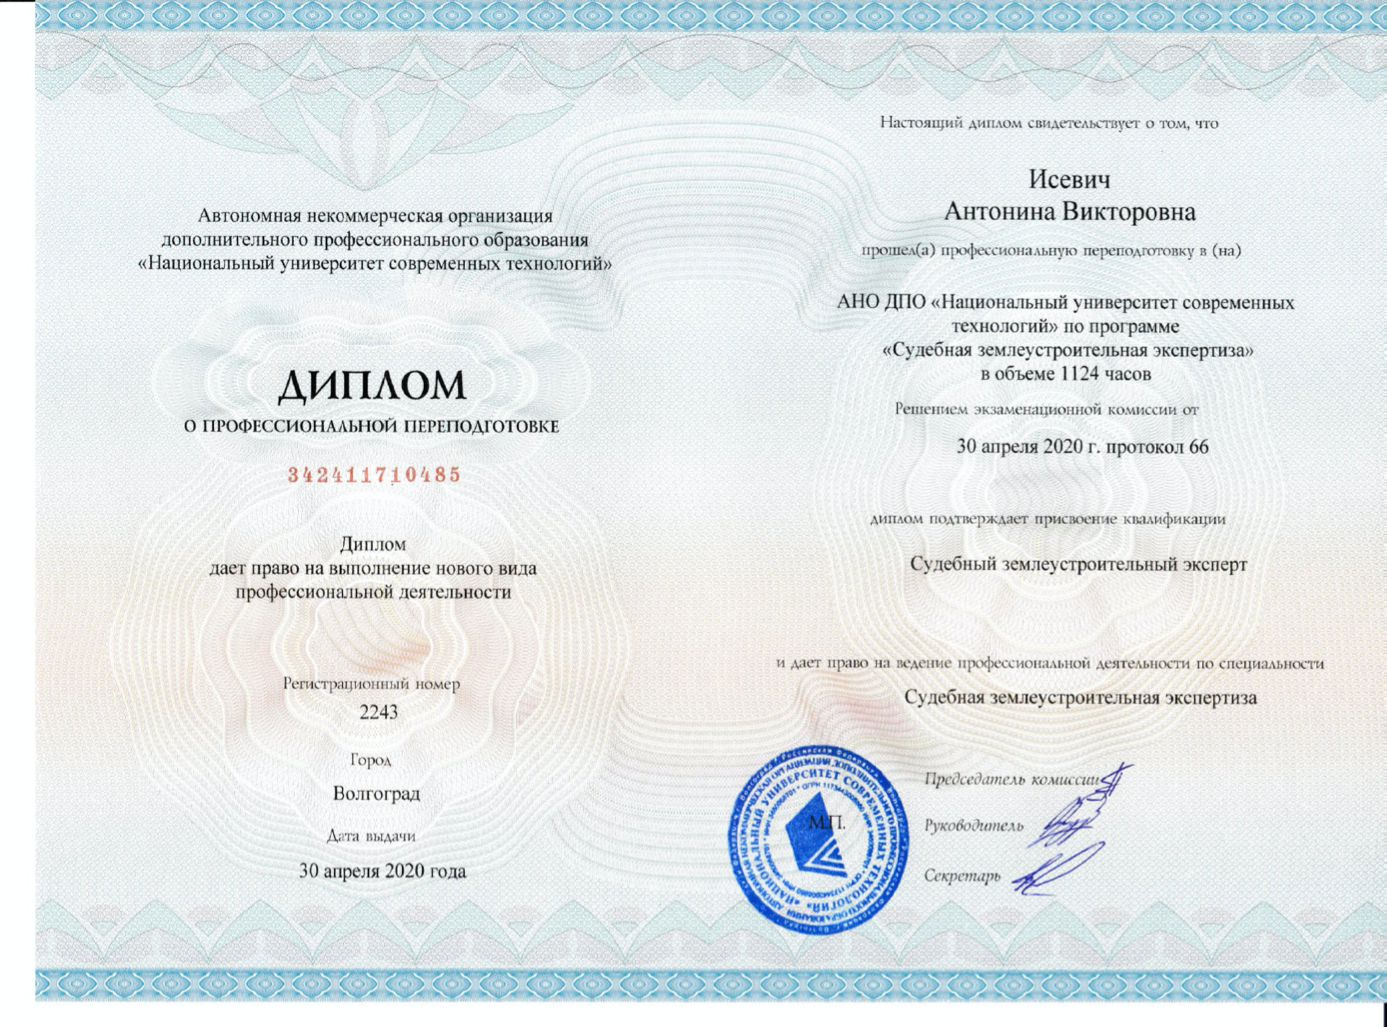 Автономная некоммерческая организация
дополнительного профессионального образования
«Национальный университет современных технологий»
ДИПЛОМ
О ПРОФЕССИОНАЛЬНОЙ ПЕРЕПОДГОТОВКЕ
342411710485
Диплом
дает право на выполнение нового вида
профессиональной деятельности
Регистрационный номер
2243
Город
Волгоград
Дата выдачи
30 апреля 2020 года
Настоящий диплом свидетельствует о том, что
Исевич
Антонина Викторовна
прошел(а) профессиональную переподготовку в (на)
АНО ДПО «Национальный университет современных
технологий» по программе
«Судебная землеустроительная экспертиза»
в объеме 1124 часов
Решением экзаменационной комиссии от
30 апреля 2020 г. протокол 66
диплом подтверждает присвоение квалификации
Судебный землеустроительный эксперт
и дает право на ведение профессиональной деятельности по специальности
Судебная землеустроительная экспертиза
М.П.
Председатель комиссии
Руководитель
Секретарь
«НАЦИОНАЛЬНЫЙ УНИВЕРСИТЕТ СОВРЕМЕННЫХ ТЕХНОЛОГИЙ»